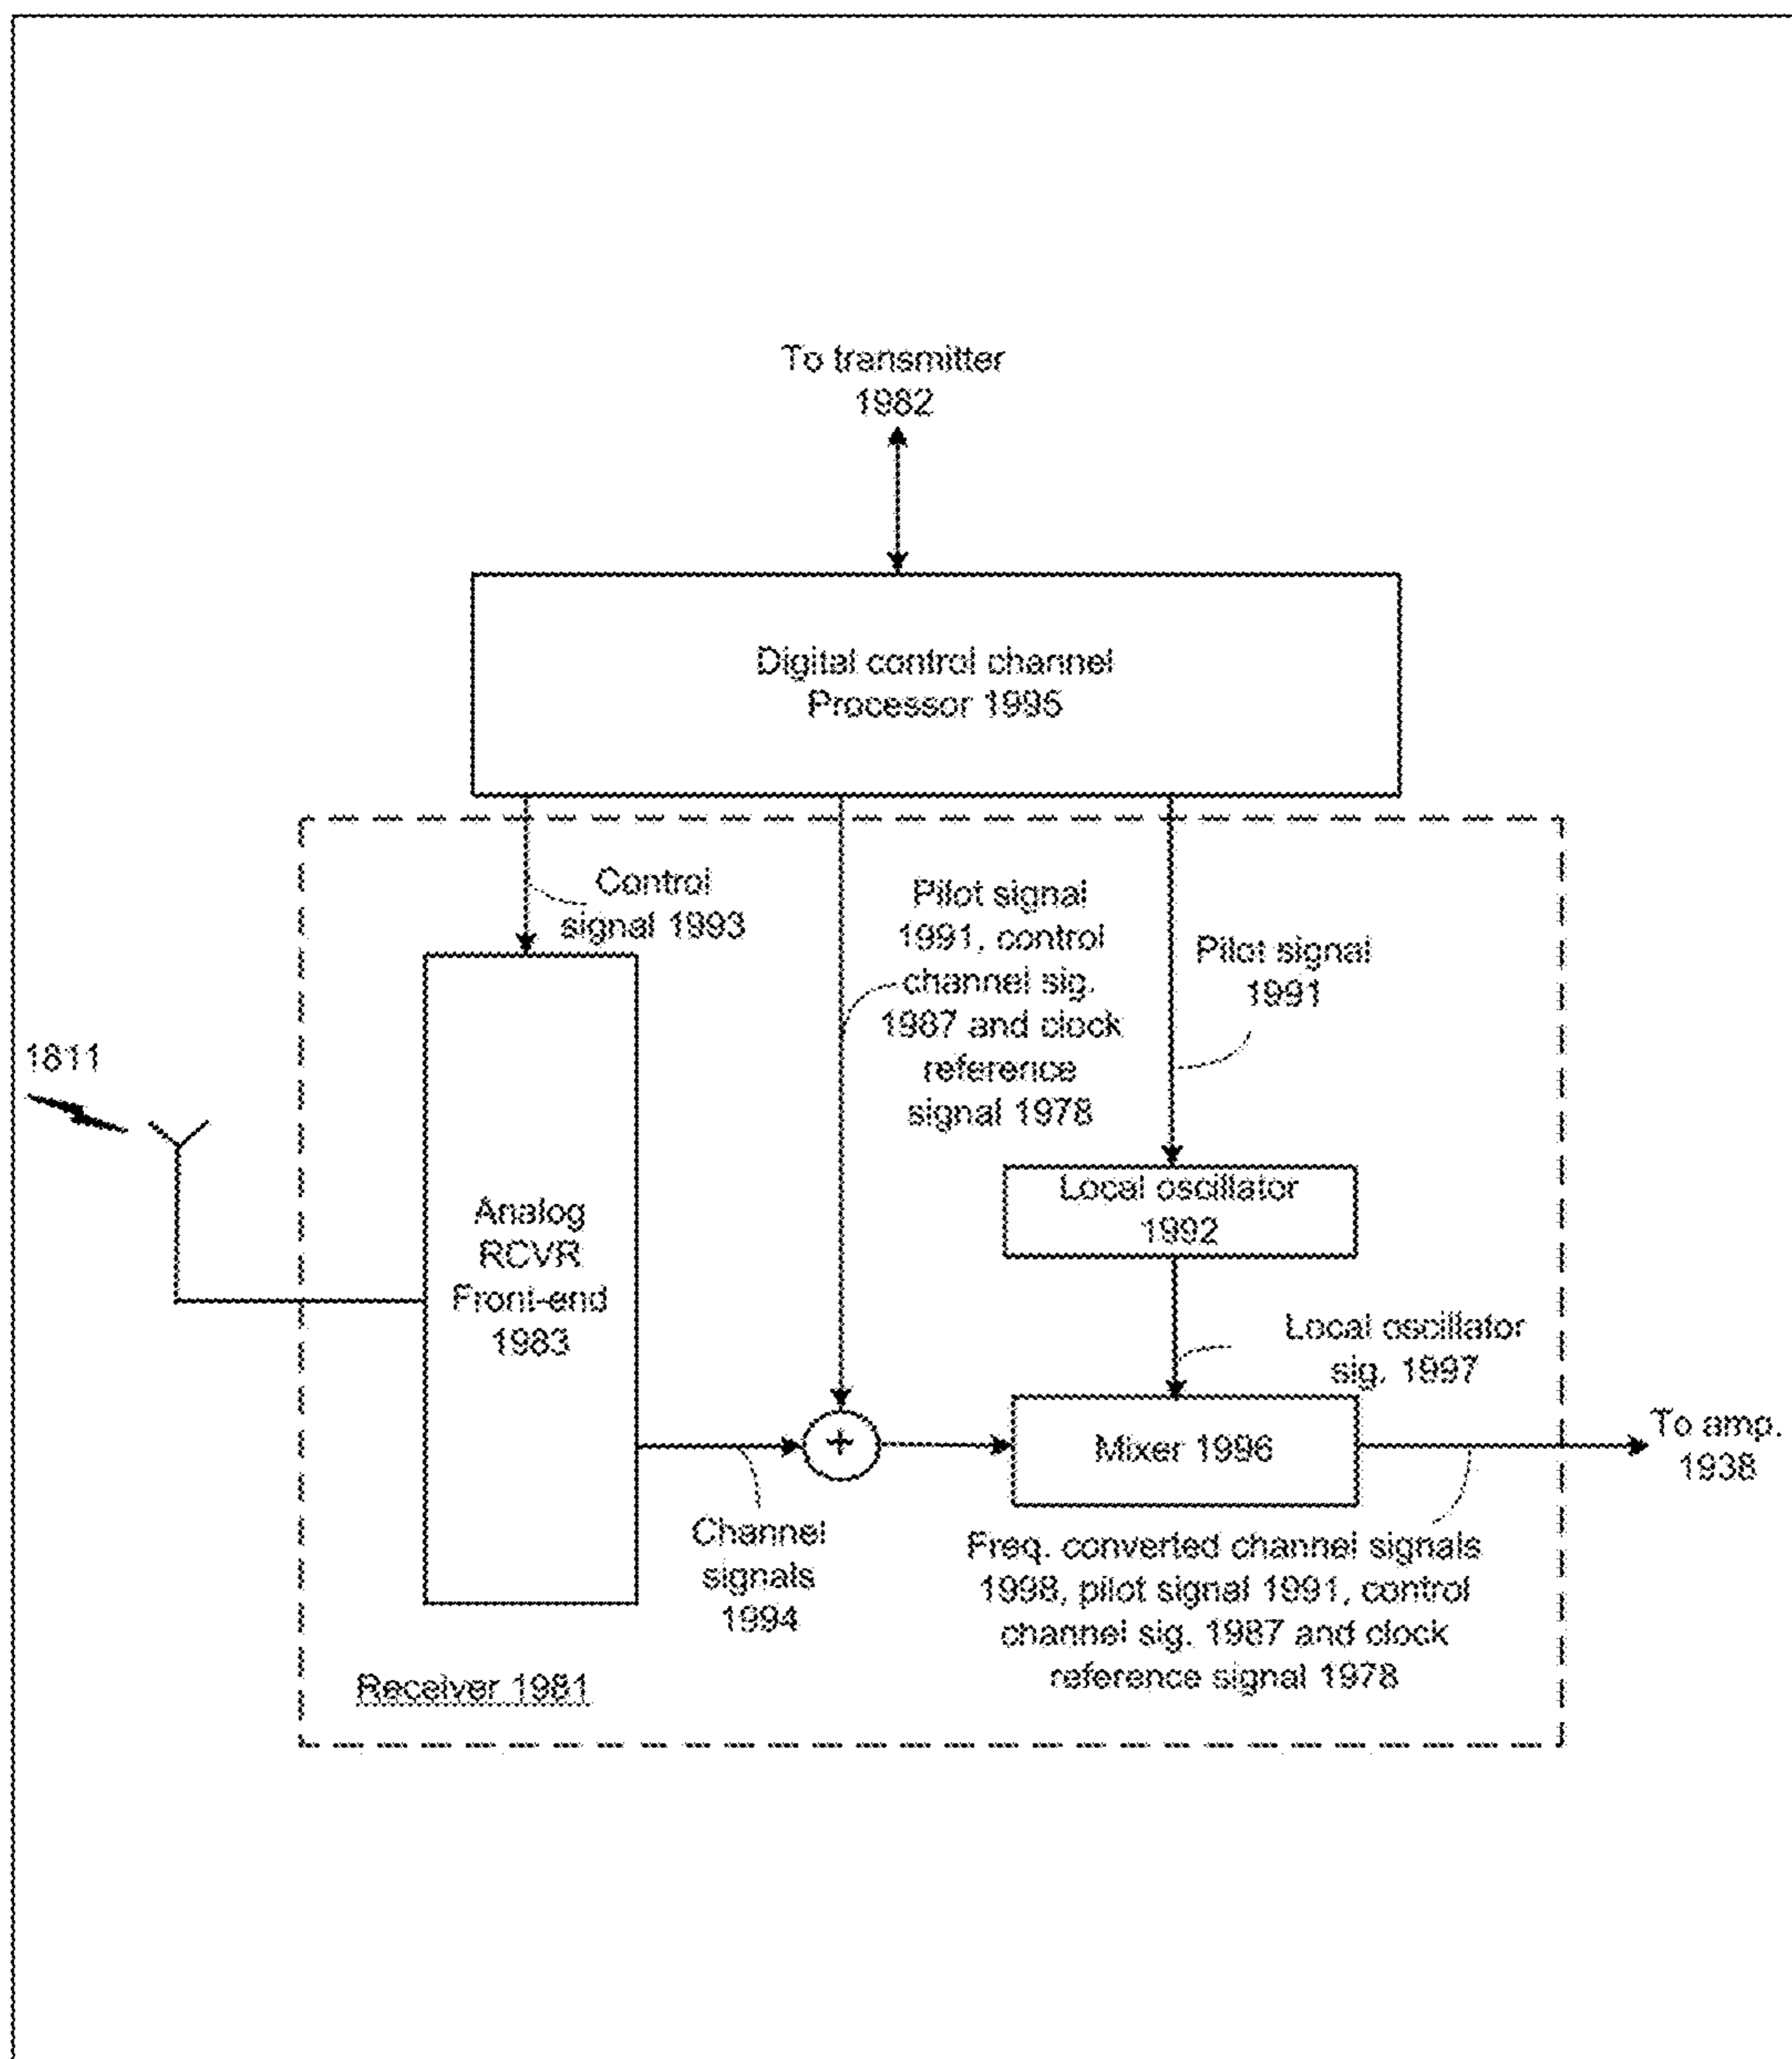 To transmitter
1982
Digital control channel
Processor 1995
Control
signal 1993
Pilot signal
1991, control
channel sig.
1987 and clock
reference
signal 1978
Pilot signal
1991
1811
Analog
RCVR
Front-end
1983
Local oscillator
1992
Local oscillator
sig. 1997
+
Mixer 1996
To amp.
1938
Channel
signals
1994
Freq. converted channel signals
1998, pilot signal 1991, control
channel sig. 1987 and clock
reference signal 1978
Receiver 1981